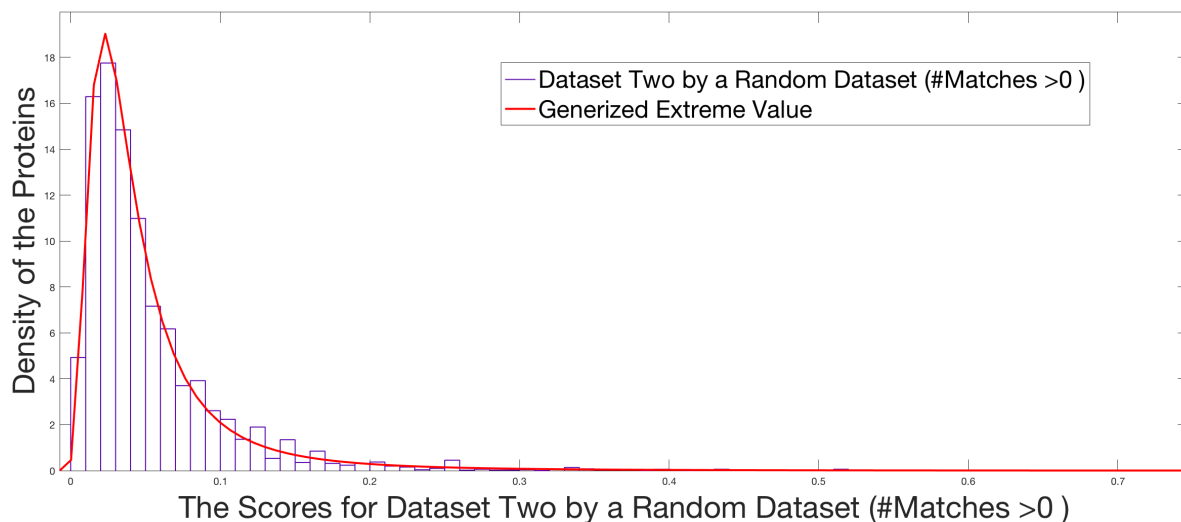 Density of the Proteins
18
16
14
12
10
8
6
4
2
0
Dataset Two by a Random Dataset (#Matches >0 )
Generized Extreme Value
0 0.1 0.2 0.3 0.4 0.5 0.6 0.7
The Scores for Dataset Two by a Random Dataset (#Matches >0 )